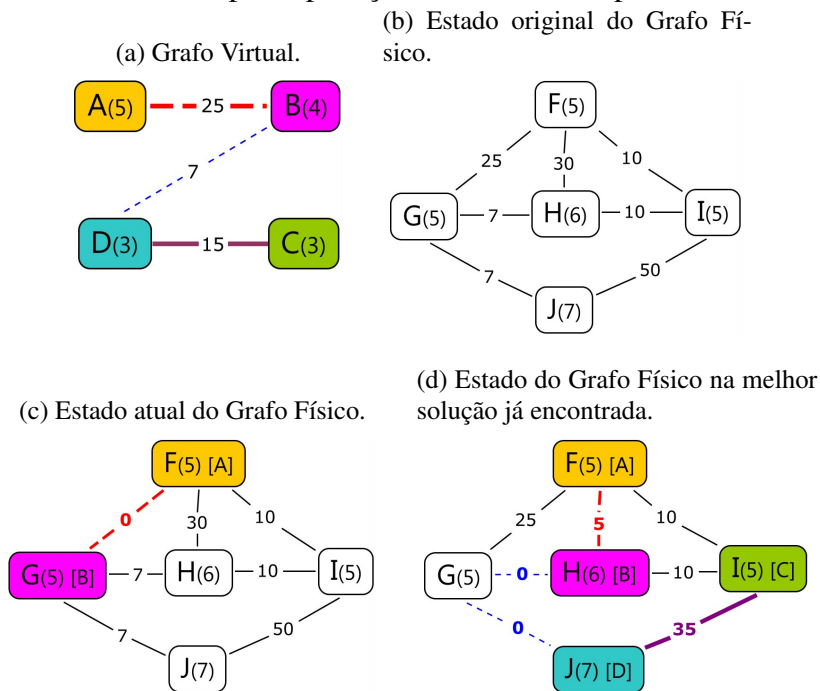 (b) Estado original do Grafo Fí-
sico.
(a) Grafo Virtual.
A(5) 25 B(4)
7
D(3) 15 C(3)
F(5)
25 30 10
G(5) 7 H(6) 10 I(5)
7 50
J(7)
(d) Estado do Grafo Físico na melhor
solução já encontrada.
(c) Estado atual do Grafo Físico.
F(5) [A]
0 30 10
G(5) [B] 7 H(6) 10 I(5)
7 50
J(7)
F(5) [A]
25 5 10
G(5) 0 H(6) [B] 10 I(5) [C]
0 35
J(7) [D]